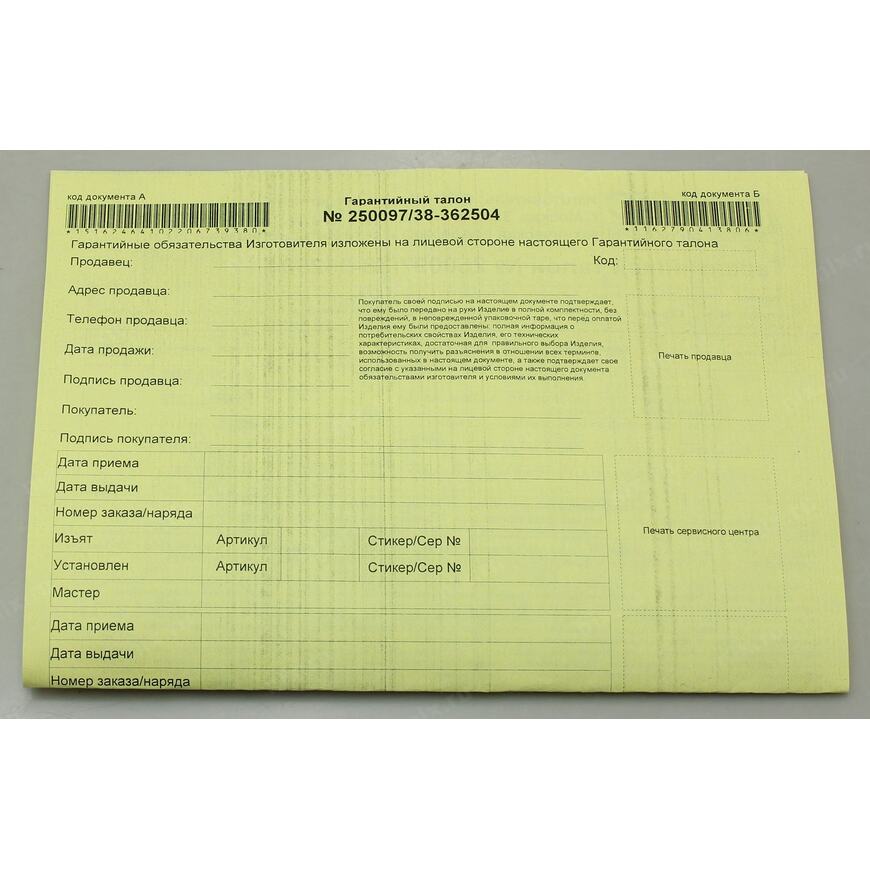 код документа А
Гарантийный талон
код документа Б
№ 250097/38-362504
Гарантийные обязательства Изготовителя изложены на лицевой стороне настоящего Гарантийного талона
Продавец:
Код:
Адрес продавца:
Телефон продавца:
Дата продажи:
Подпись продавца:
Покупатель своей подписью на настоящем документе подтверждает,
что ему было передано на руки Изделие в полной комплектности, без
повреждений, в неповрежденной упаковочной таре, что перед оплатой
Изделия ему были предоставлены: полная информация о
потребительских свойствах Изделия, его технических
характеристиках, достаточная для правильного выбора Изделия,
возможность получить разъяснения в отношении всех терминов,
использованных в настоящем документе, а также подтверждает свое
согласие с указанными на лицевой стороне настоящего документа
обязательствами изготовителя и условиями их выполнения.
Печать продавца
Покупатель:
Подпись покупателя:
Дата приема
Дата выдачи
Номер заказа/наряда
Изъят Артикул Стикер/Сер №
Установлен Артикул Стикер/Сер №
Мастер
Печать сервисного центра
Дата приема
Дата выдачи
Номер заказа/наряда